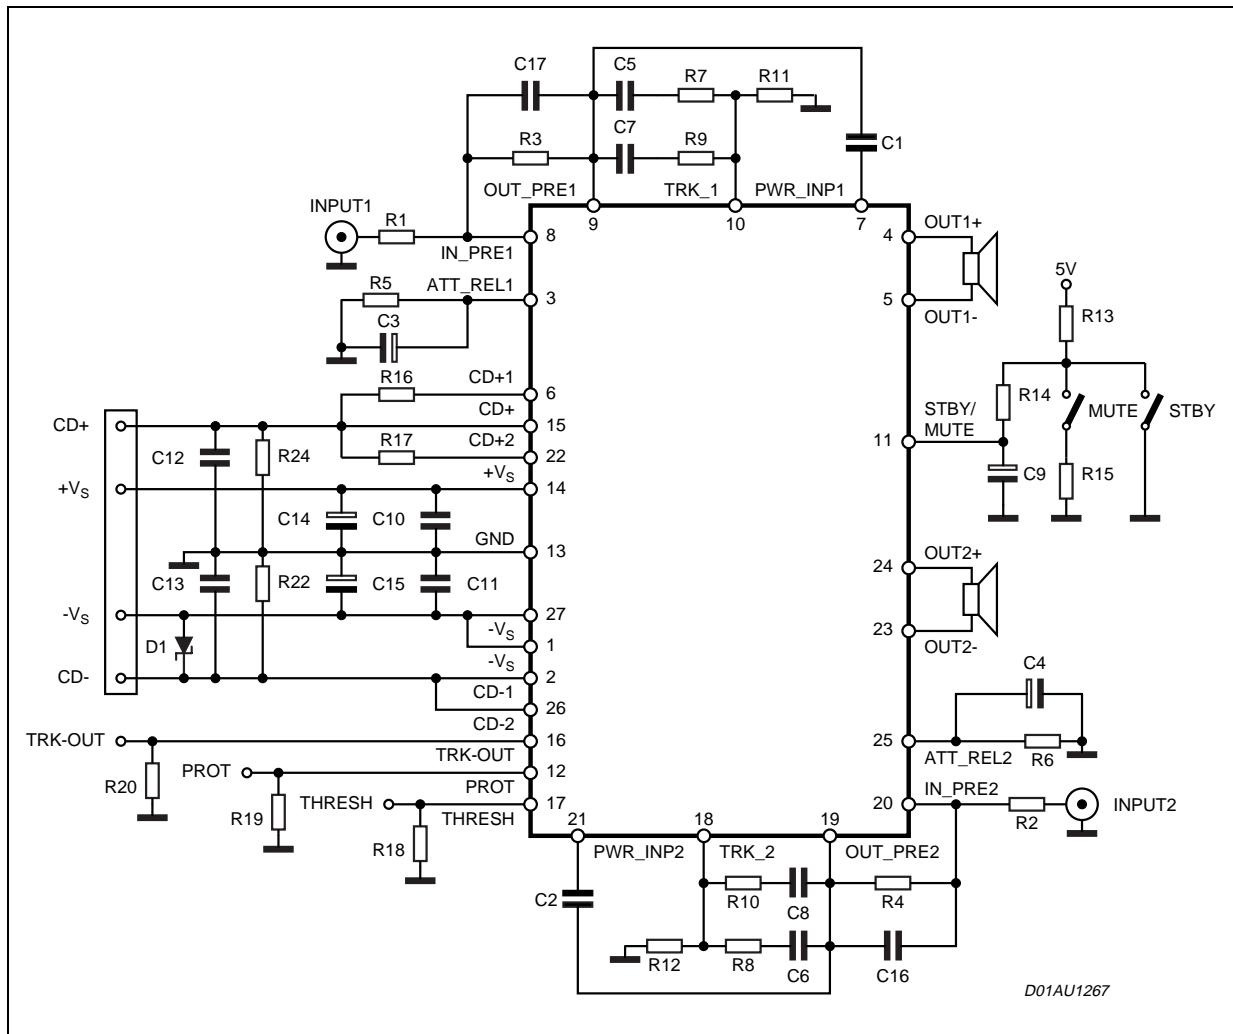 C17
C5
R7
R11
R3
C7
R9
C1
OUT_PRE1
TRK_1
PWR_INP1
INPUT1
R1
8
9
10
7
4
OUT1+
IN_PRE1
5V
R5
ATT_REL1
3
5
OUT1-
R13
C3
R16
CD+1
6
R14
MUTE
STBY
CD+
CD+
15
STBY/
MUTE
11
R17
CD+2
22
C12
R24
+VS
C9
R15
+VS
14
C14
C10
GND
13
OUT2+
24
C13
R22
C15
C11
-VS
27
23
-VS
OUT2-
D1
1
-VS
C4
CD-
2
CD-1
26
CD-2
TRK-OUT
16
25
ATT_REL2
R6
TRK-OUT
R20
PROT
12
PROT
IN_PRE2
THRESH
17
THRESH
20
R2
INPUT2
R19
21
18
19
R18
PWR_INP2
TRK_2
OUT_PRE2
C2
R10
C8
R4
R12
R8
C6
C16
D01AU1267